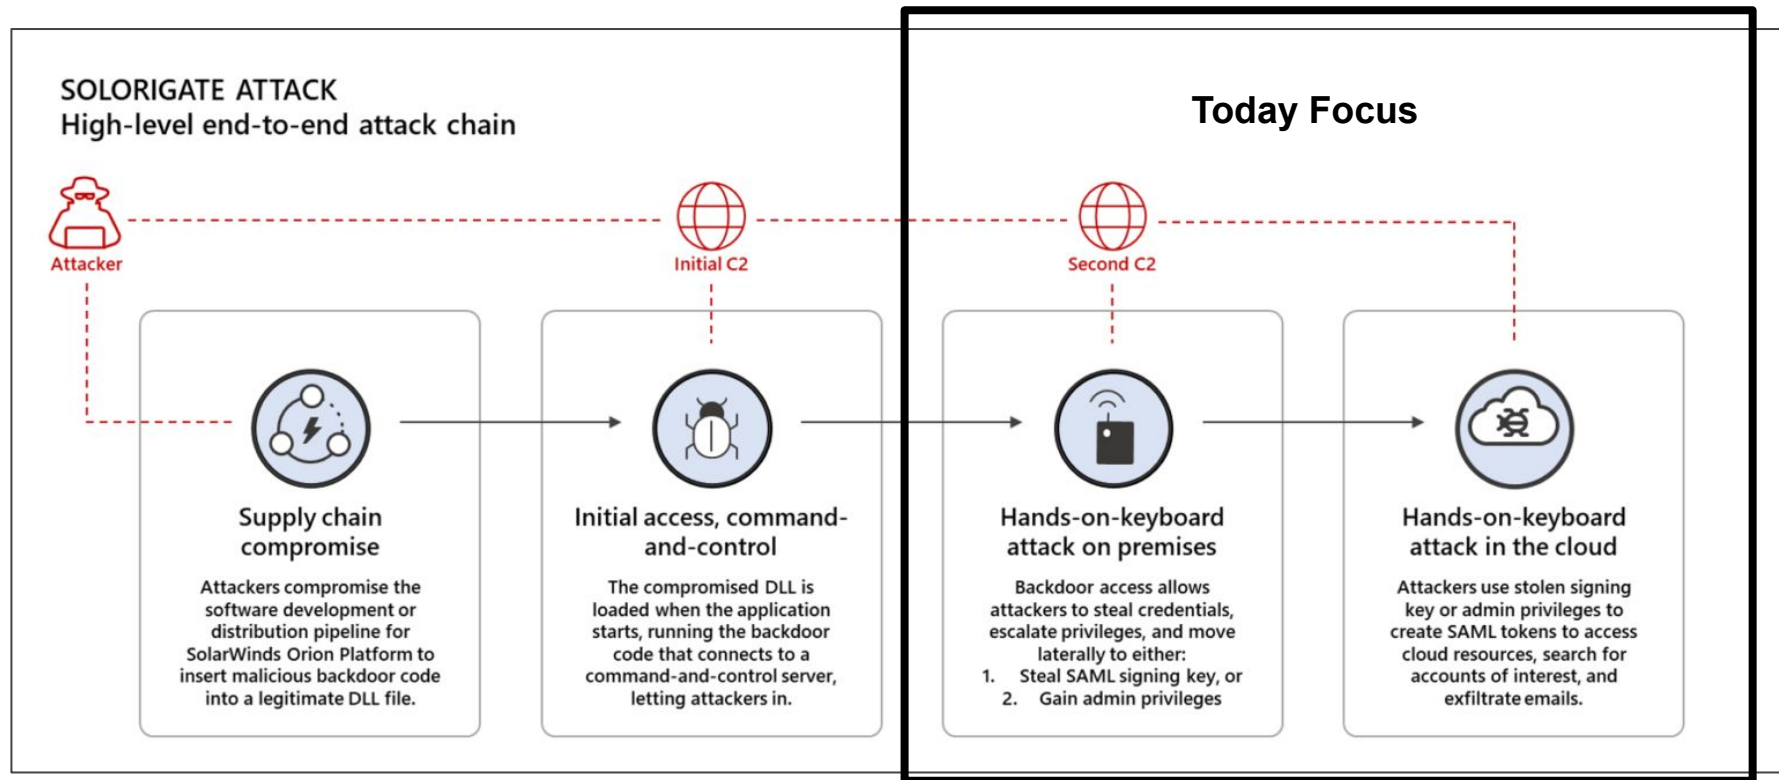 SOLORIGATE ATTACK
High-level end-to-end attack chain
Today Focus
Attacker
Initial C2
Second C2
Supply chain
compromise
Attackers compromise the
software development or
distribution pipeline for
SolarWinds Orion Platform to
insert malicious backdoor code
into a legitimate DLL file.
Initial access, command-
and-control
The compromised DLL is
loaded when the application
starts, running the backdoor
code that connects to a
command-and-control server,
letting attackers in.
Hands-on-keyboard
attack on premises
Backdoor access allows
attackers to steal credentials,
escalate privileges, and move
laterally to either:
1. Steal SAML signing key, or
2. Gain admin privileges
Hands-on-keyboard
attack in the cloud
Attackers use stolen signing
key or admin privileges to
create SAML tokens to access
cloud resources, search for
accounts of interest, and
exfiltrate emails.